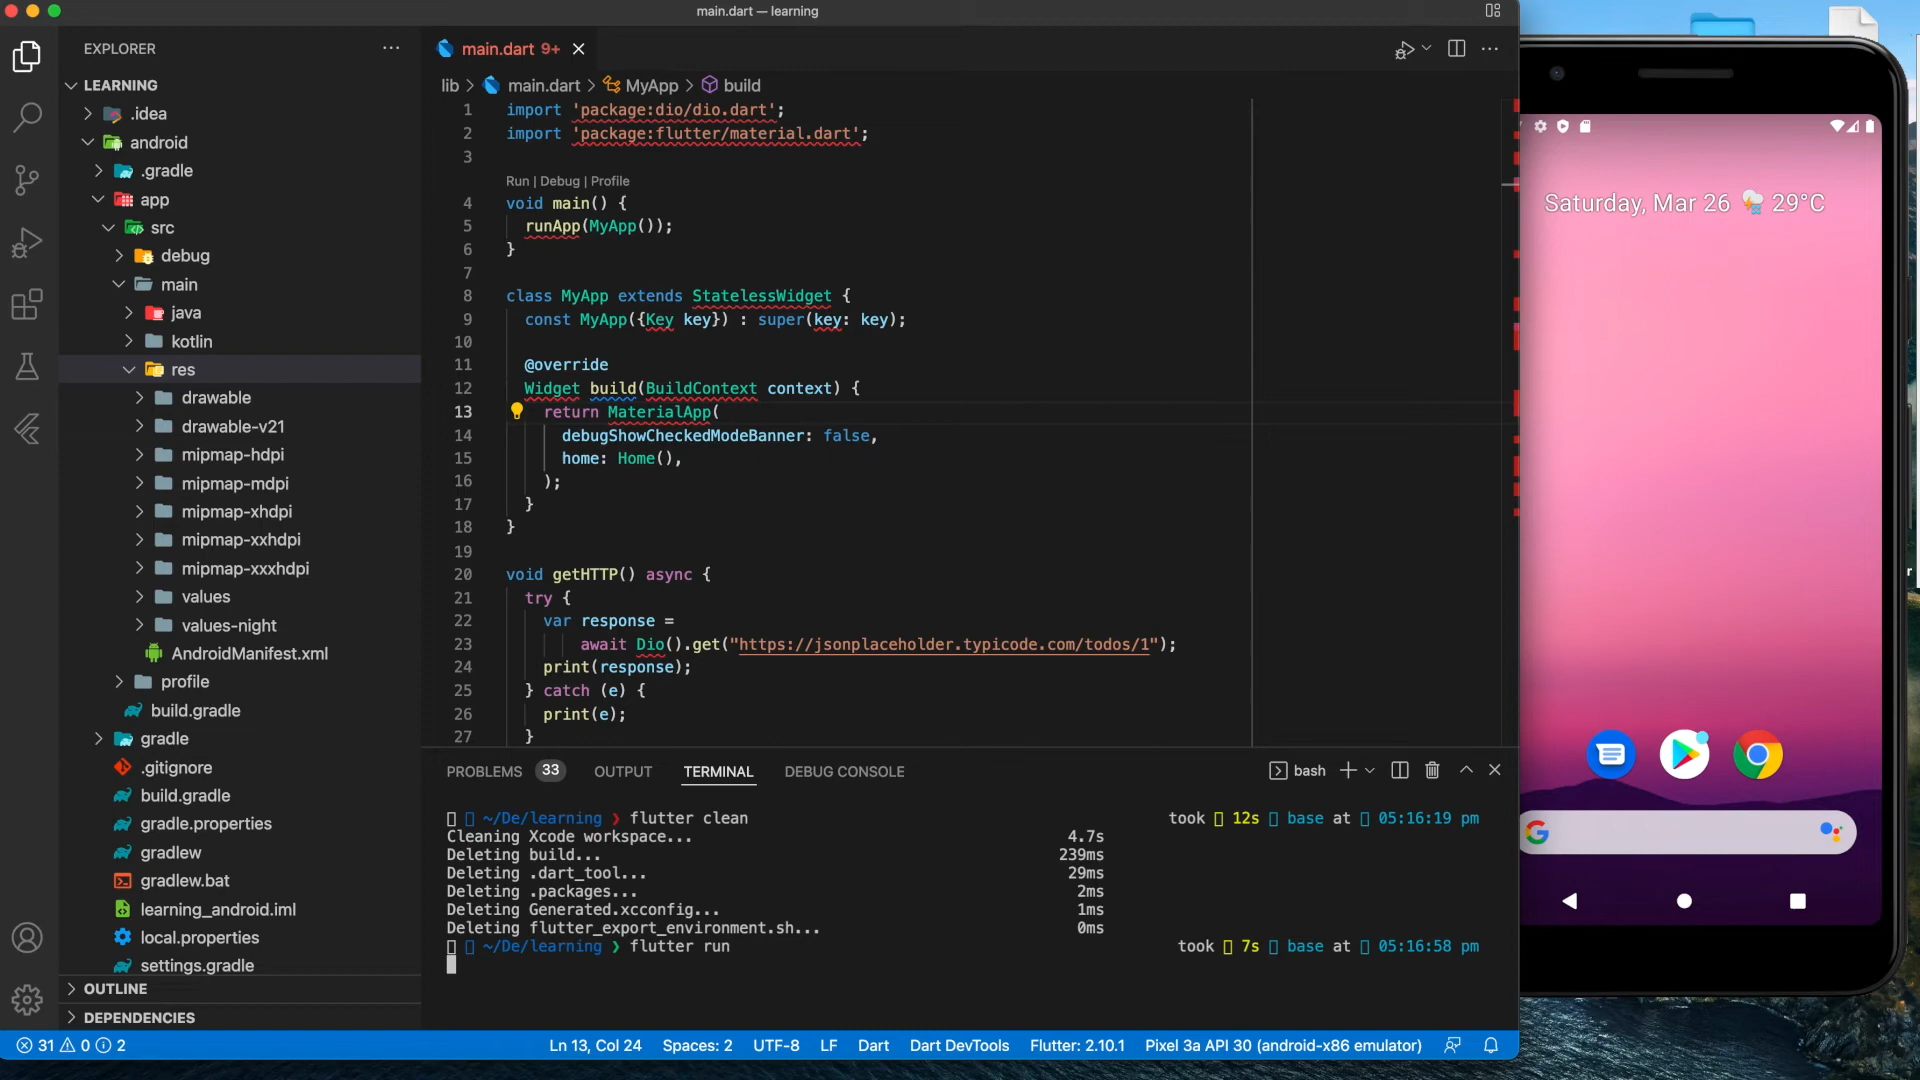 main.dart — learning
EXPLORER
LEARNING
.idea
android
.gradle
app
src
debug
main
java
kotlin
res
drawable
drawable-v21
mipmap-hdpi
mipmap-mdpi
mipmap-xhdpi
mipmap-xxhdpi
mipmap-xxxhdpi
values
values-night
AndroidManifest.xml
profile
build.gradle
gradle
.gitignore
build.gradle
gradle.properties
gradlew
gradlew.bat
learning_android.iml
local.properties
settings.gradle
OUTLINE
DEPENDENCIES
main.dart 9+
lib > main.dart > MyApp > build
1 import 'package:dio/dio.dart';
2 import 'package:flutter/material.dart';
3
Run | Debug | Profile
4 void main() {
5 runApp(MyApp());
6 }
7
8 class MyApp extends StatelessWidget {
9 const MyApp({Key key}) : super(key: key);
10
11 @override
12 Widget build(BuildContext context) {
13 return MaterialApp(
14 debugShowCheckedModeBanner: false,
15 home: Home(),
16 );
17 }
18 }
19
20 void getHTTP() async {
21 try {
22 var response =
23 await Dio().get("https://jsonplaceholder.typicode.com/todos/1");
24 print(response);
25 } catch (e) {
26 print(e);
27 }
PROBLEMS 33 OUTPUT TERMINAL DEBUG CONSOLE bash
~/De/learning ❯ flutter clean took 12s base at 05:16:19 pm
Cleaning Xcode workspace... 4.7s
Deleting build... 239ms
Deleting .dart_tool... 29ms
Deleting .packages... 2ms
Deleting Generated.xcconfig... 1ms
Deleting flutter_export_environment.sh... 0ms
~/De/learning ❯ flutter run took 7s base at 05:16:58 pm
31 0 2 Ln 13, Col 24 Spaces: 2 UTF-8 LF Dart Dart DevTools Flutter: 2.10.1 Pixel 3a API 30 (android-x86 emulator)
Saturday, Mar 26 29°C
G
r